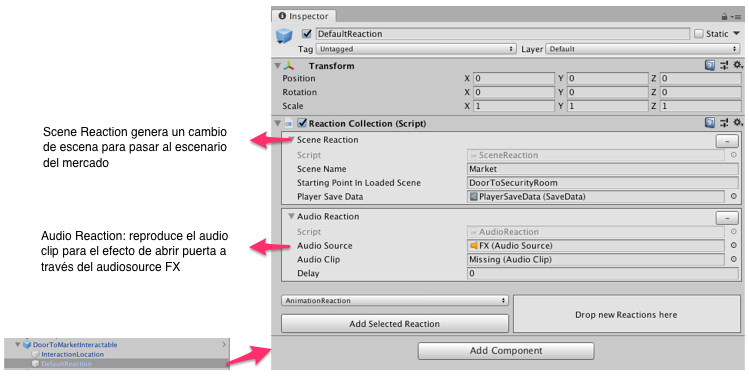 Inspector
DefaultReaction
Static
Tag Untagged Layer Default
Transform
Position X 0 Y 0 Z 0
Rotation X 0 Y 0 Z 0
Scale X 1 Y 1 Z 1
Reaction Collection (Script)
Scene Reaction genera un cambio
de escena para pasar al escenario
del mercado
Scene Reaction
Script SceneReaction
Scene Name Market
Starting Point In Loaded Scene DoorToSecurityRoom
Player Save Data PlayerSaveData (SaveData)
Audio Reaction: reproduce el audio
clip para el efecto de abrir puerta a
través del audiosource FX
Audio Reaction
Script AudioReaction
Audio Source FX (Audio Source)
Audio Clip Missing (Audio Clip)
Delay 0
AnimationReaction
Add Selected Reaction
Drop new Reactions here
Add Component
DoorToMarketInteractable
InteractionLocation
DefaultReaction